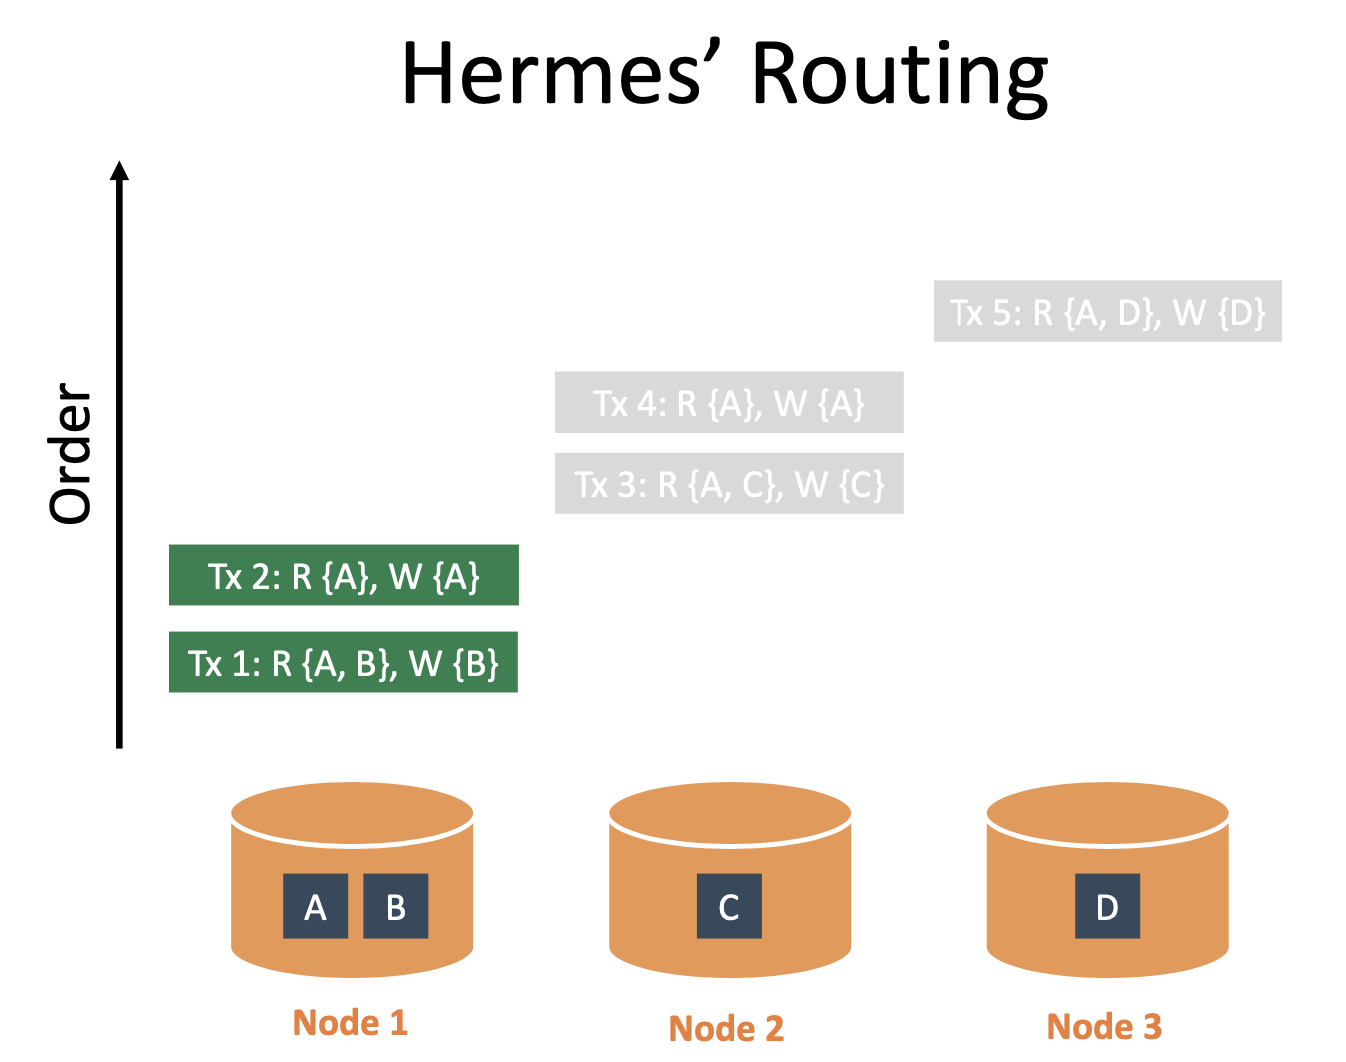 Hermes’ Routing
Order
Tx 5: R {A, D}, W {D}
Tx 4: R {A}, W {A}
Tx 3: R {A, C}, W {C}
Tx 2: R {A}, W {A}
Tx 1: R {A, B}, W {B}
A B
C
D
Node 1
Node 2
Node 3